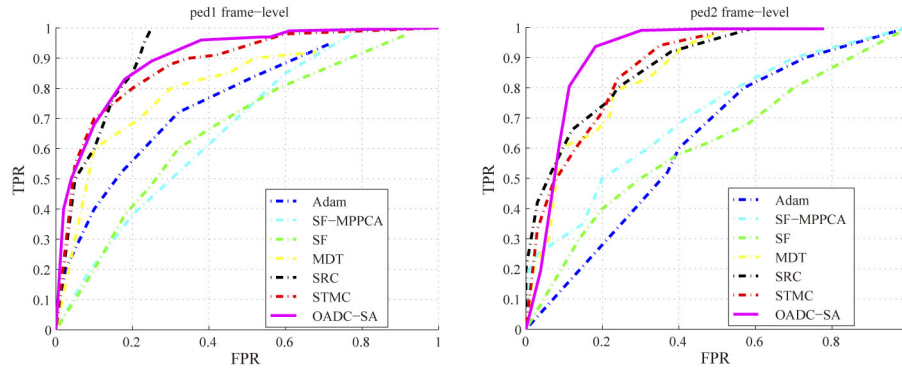 ped1 frame−level
TPR
1
0.9
0.8
0.7
0.6
0.5
0.4
0.3
0.2
0.1
0
Adam
SF−MPPCA
SF
MDT
SRC
STMC
OADC−SA
0 0.2 0.4 0.6 0.8 1
FPR
ped2 frame−level
TPR
1
0.9
0.8
0.7
0.6
0.5
0.4
0.3
0.2
0.1
0
Adam
SF−MPPCA
SF
MDT
SRC
STMC
OADC−SA
0 0.2 0.4 0.6 0.8
FPR